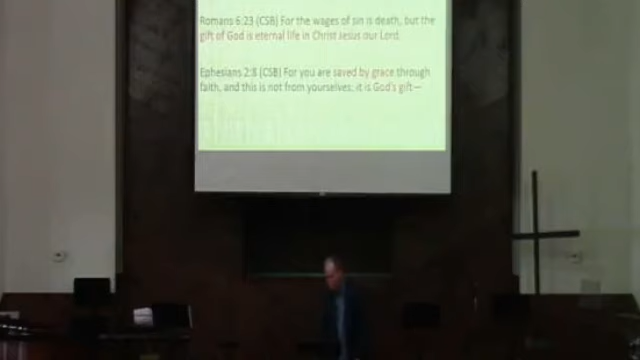 Romans 6:23 (CSB) For the wages of sin is death, but the
gift of God is eternal life in Christ Jesus our Lord.
Ephesians 2:8 (CSB) For you are saved by grace through
faith, and this is not from yourselves; it is God's gift—